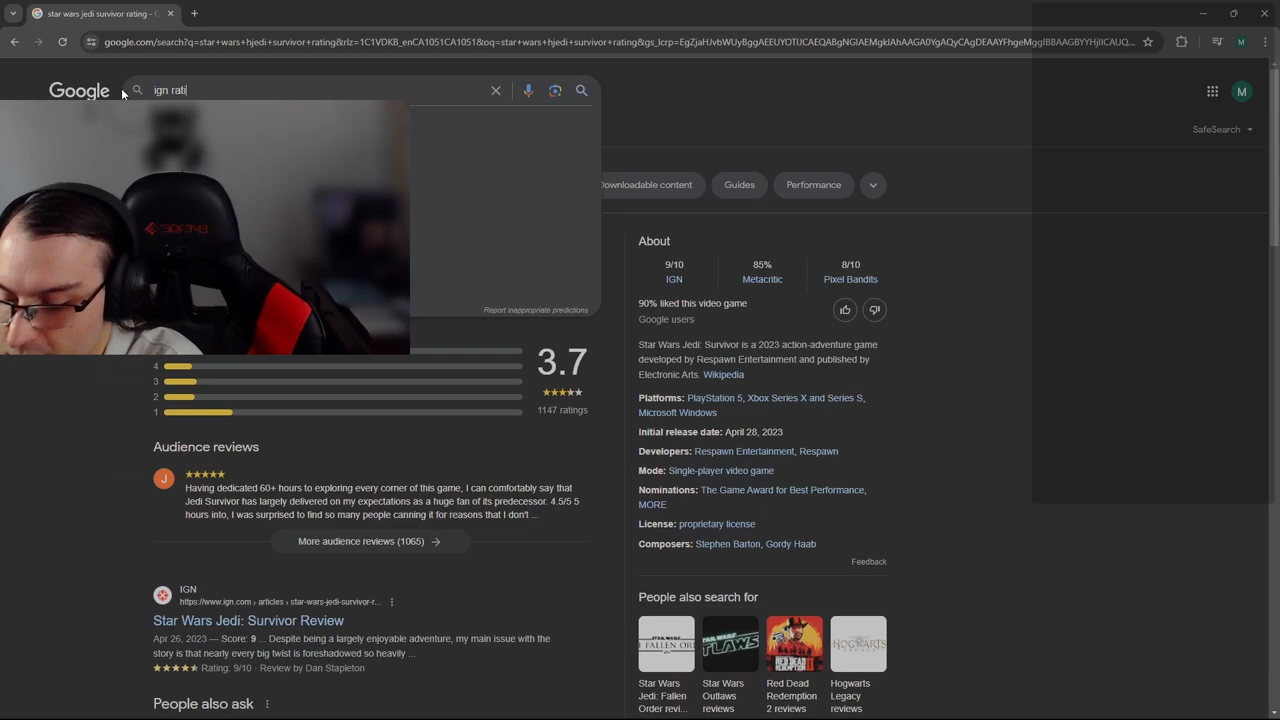 star wars jedi survivor rating - G
google.com/search?q=star+wars+hjedi+survivor+rating&rlz=1C1VDKB_enCA1051CA1051&oq=star+wars+hjedi+survivor+rating&gs_lcrp=
M
Google
ign rati
M
SafeSearch
Downloadable content
Guides
Performance
Report inappropriate predictions
About
9/10
IGN
85%
Metacritic
8/10
Pixel Bandits
90% liked this video game
Google users
Star Wars Jedi: Survivor is a 2023 action-adventure game
developed by Respawn Entertainment and published by
Electronic Arts. Wikipedia
Platforms: PlayStation 5, Xbox Series X and Series S,
Microsoft Windows
Initial release date: April 28, 2023
Developers: Respawn Entertainment, Respawn
Mode: Single-player video game
Nominations: The Game Award for Best Performance,
MORE
License: proprietary license
Composers: Stephen Barton, Gordy Haab
Feedback
4
3
2
1
3.7
1147 ratings
Audience reviews
J
Having dedicated 60+ hours to exploring every corner of this game, I can comfortably say that
Jedi Survivor has largely delivered on my expectations as a huge fan of its predecessor. 4.5/5 5
hours into, I was surprised to find so many people canning it for reasons that I don't ...
More audience reviews (1065)
IGN
https://www.ign.com › articles › star-wars-jedi-survivor-r...
Star Wars Jedi: Survivor Review
Apr 26, 2023 — Score: 9 ... Despite being a largely enjoyable adventure, my main issue with the
story is that nearly every big twist is foreshadowed so heavily ...
Rating: 9/10 · Review by Dan Stapleton
People also ask
People also search for
Star Wars
Jedi: Fallen
Order revi...
Star Wars
Outlaws
reviews
Red Dead
Redemption
2 reviews
Hogwarts
Legacy
reviews